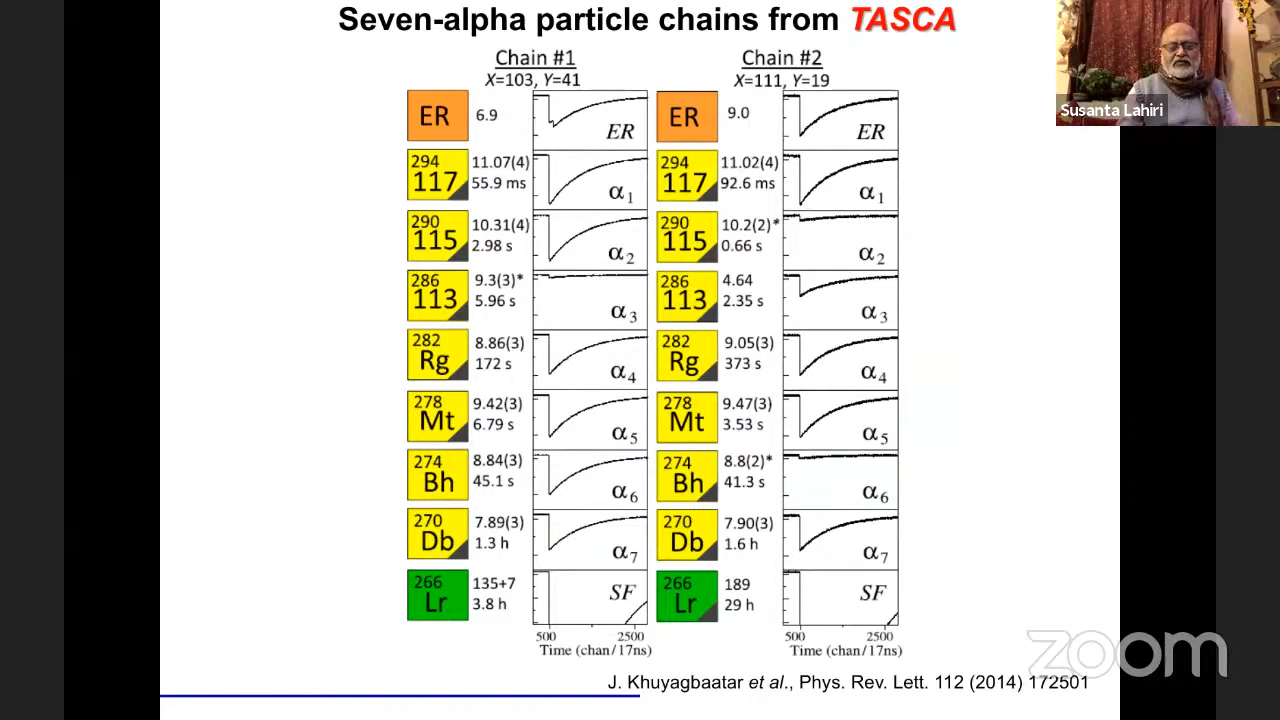 Seven-alpha particle chains from TASCA
Chain #1
X=103, Y=41
ER
6.9
ER
294
117
11.07(4)
55.9 ms
α1
290
115
10.31(4)
2.98 s
α2
286
113
9.3(3)*
5.96 s
α3
282
Rg
8.86(3)
172 s
α4
278
Mt
9.42(3)
6.79 s
α5
274
Bh
8.84(3)
45.1 s
α6
270
Db
7.89(3)
1.3 h
α7
266
Lr
135+7
3.8 h
SF
500 2500
Time (chan/17ns)
Chain #2
X=111, Y=19
ER
9.0
ER
294
117
11.02(4)
92.6 ms
α1
290
115
10.2(2)*
0.66 s
α2
286
113
4.64
2.35 s
α3
282
Rg
9.05(3)
373 s
α4
278
Mt
9.47(3)
3.53 s
α5
274
Bh
8.8(2)*
41.3 s
α6
270
Db
7.90(3)
1.6 h
α7
266
Lr
189
29 h
SF
500 2500
Time (chan/17ns)
J. Khuyagbaatar et al., Phys. Rev. Lett. 112 (2014) 172501
Susanta Lahiri
zoom